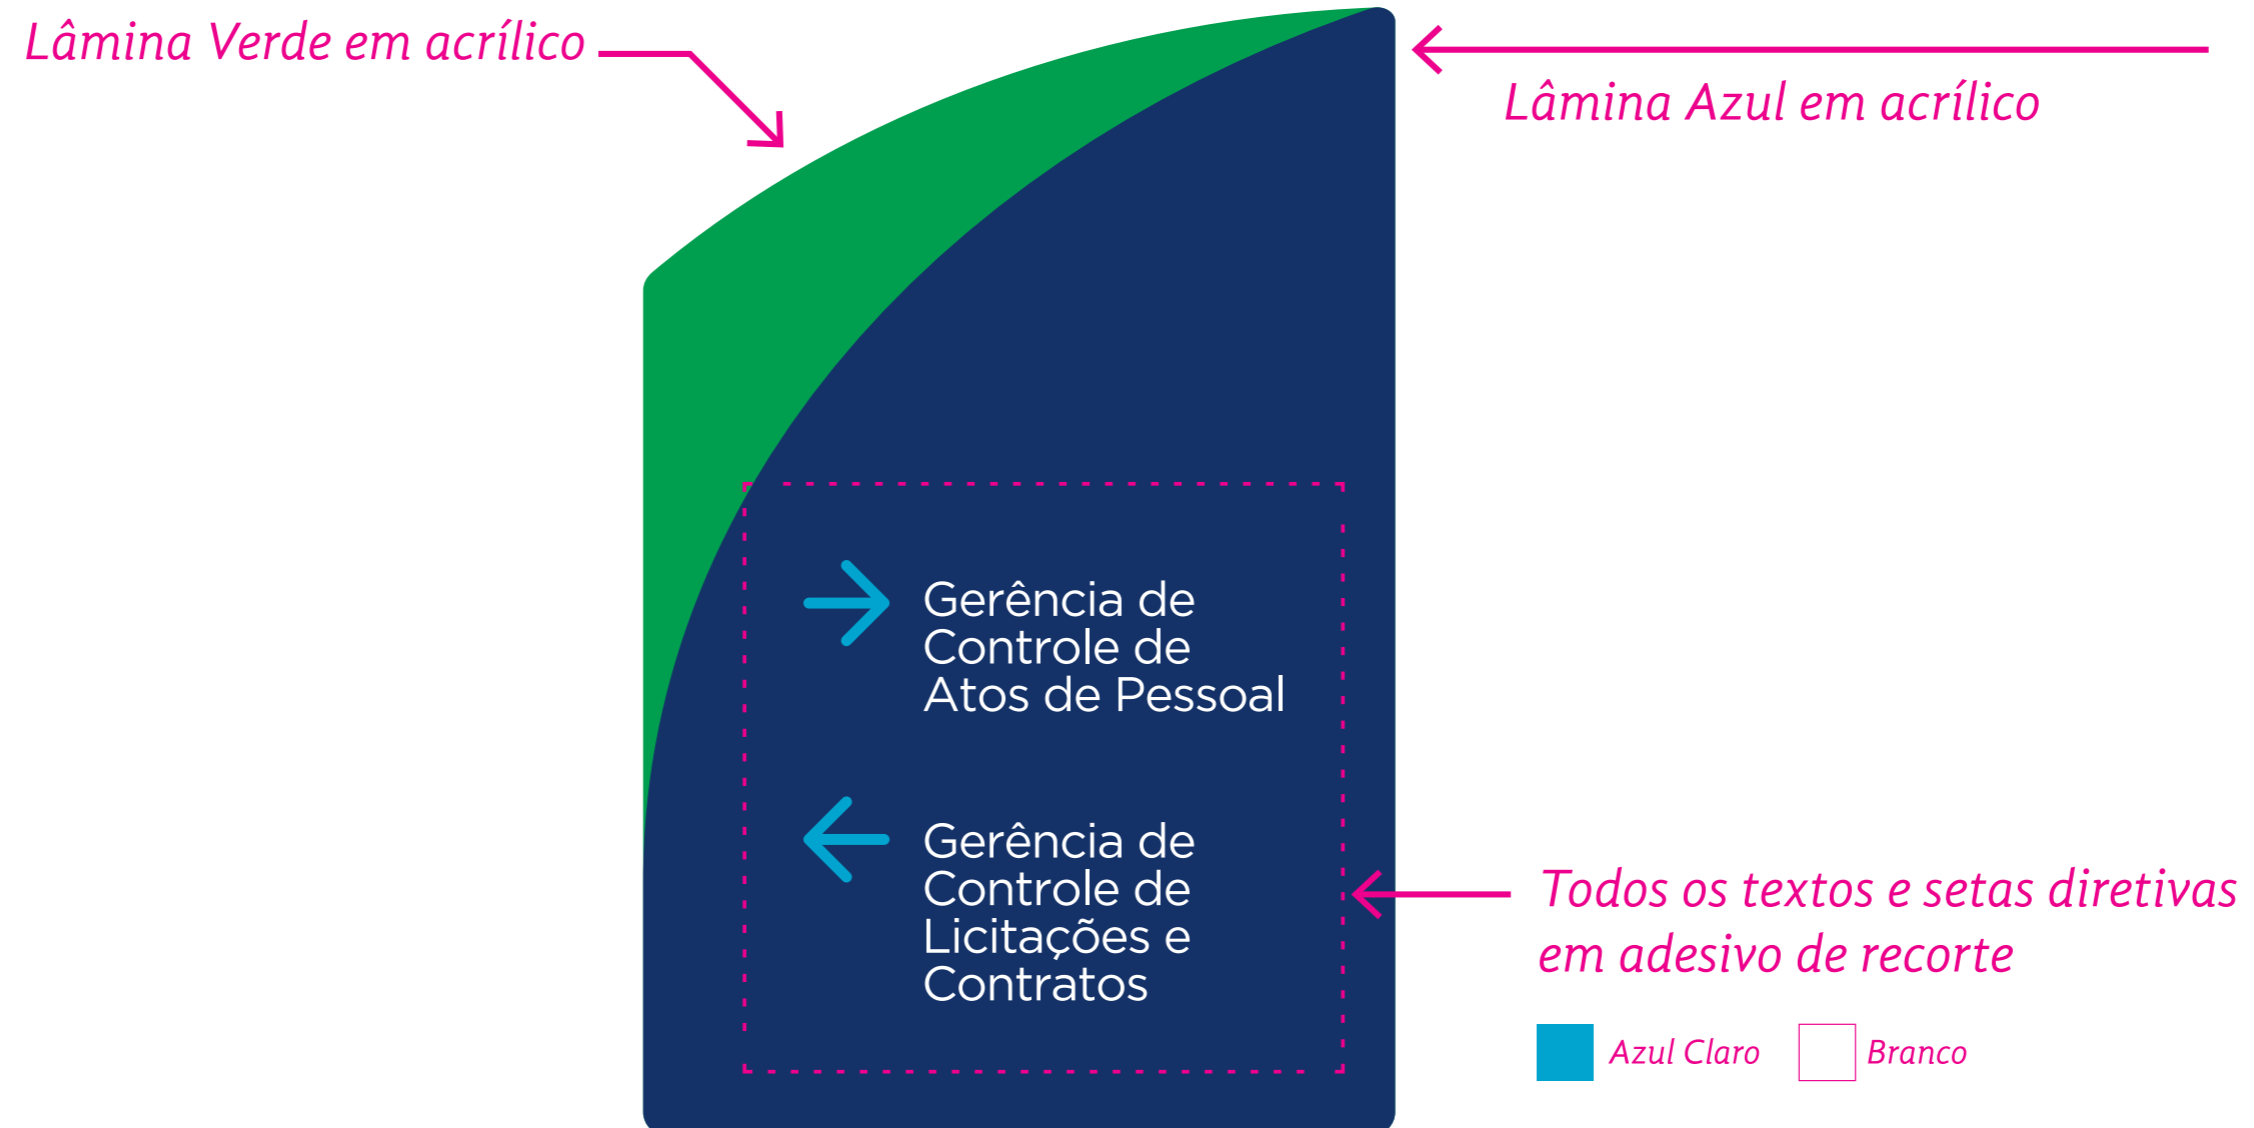 Lâmina Verde em acrílico
Lâmina Azul em acrílico
Gerência de
Controle de
Atos de Pessoal
Gerência de
Controle de
Licitações e
Contratos
Todos os textos e setas diretivas
em adesivo de recorte
Azul Claro
Branco